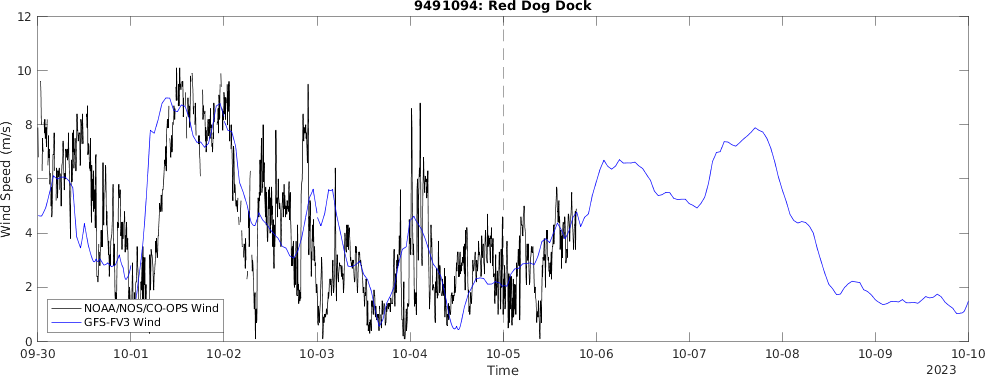 9491094: Red Dog Dock
Wind Speed (m/s)
12
10
8
6
4
2
0
NOAA/NOS/CO-OPS Wind
GFS-FV3 Wind
09-30 10-01 10-02 10-03 10-04 10-05 10-06 10-07 10-08 10-09 10-10
Time
2023